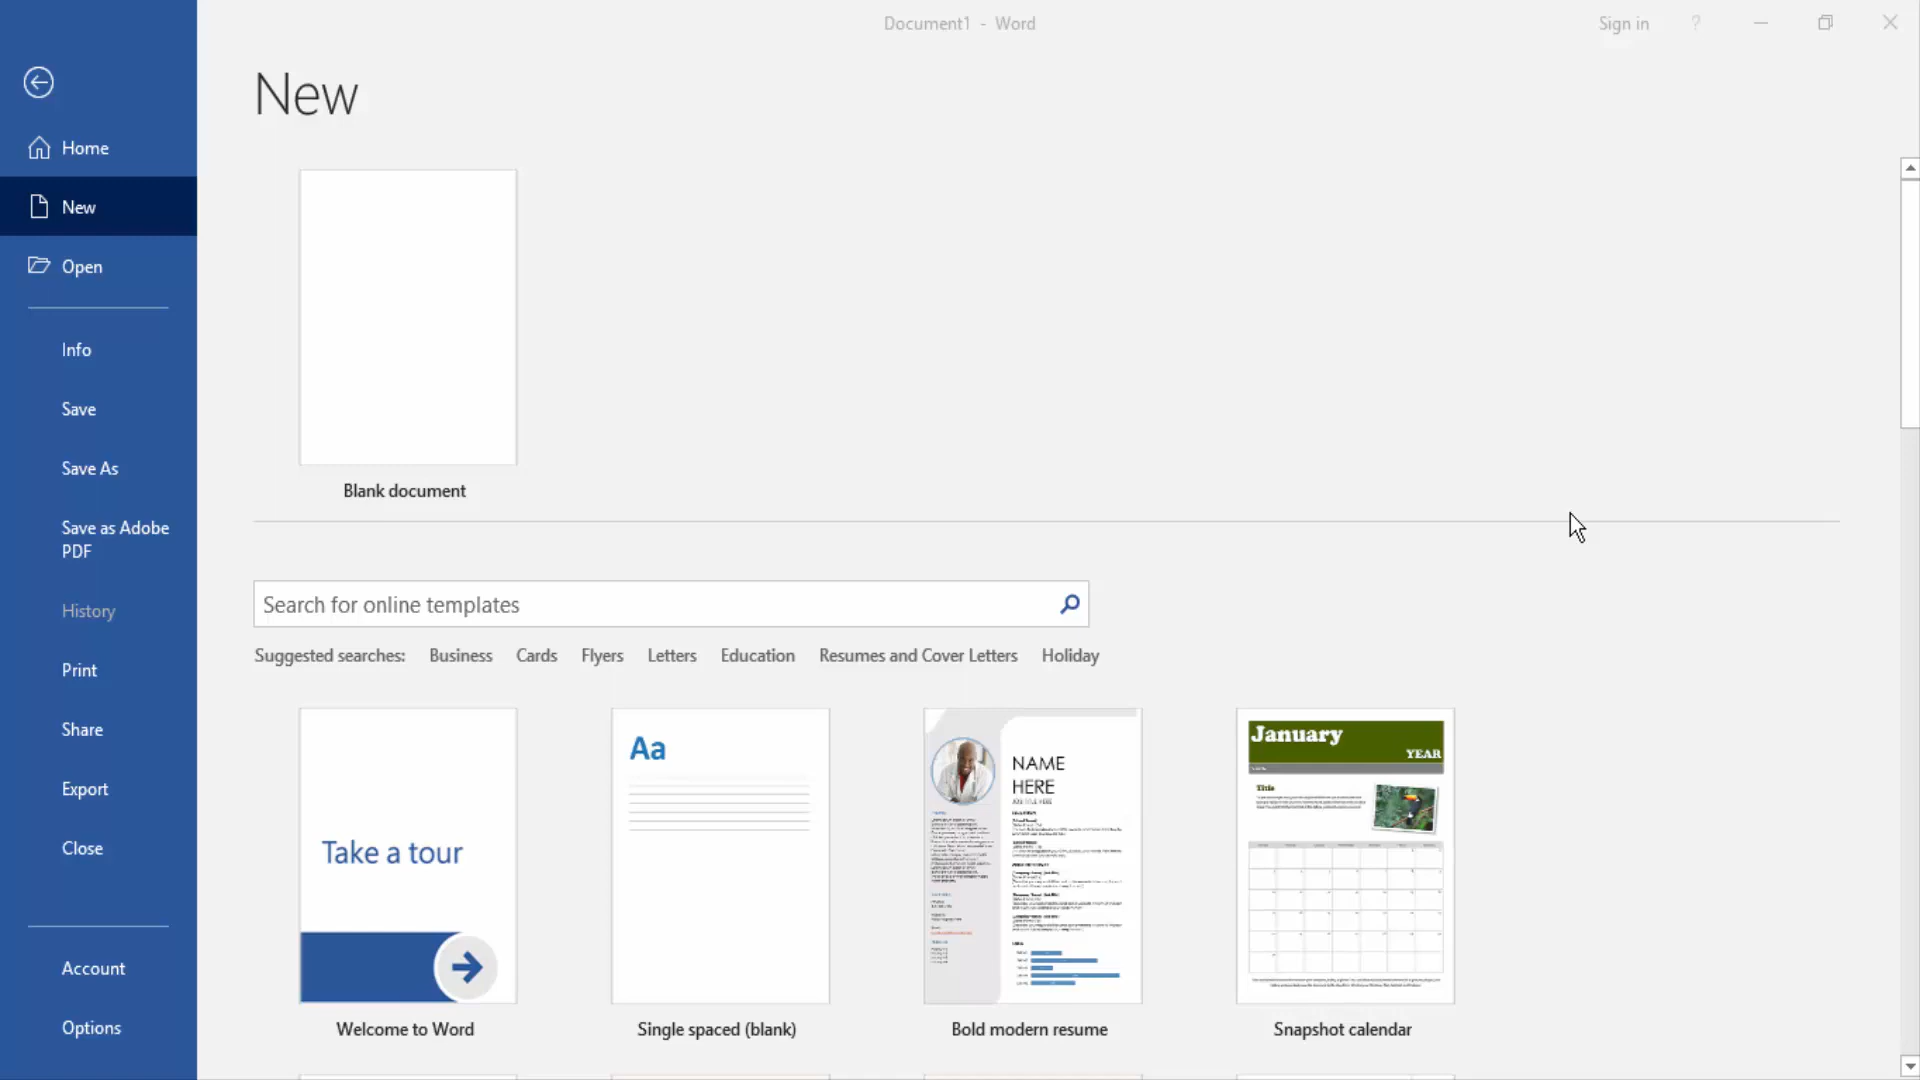 Document1 - Word
Sign in
?
Home
New
Open
Info
Save
Save As
Save as Adobe
PDF
History
Print
Share
Export
Close
Account
Options
New
Blank document
Search for online templates
Suggested searches: Business Cards Flyers Letters Education Resumes and Cover Letters Holiday
Take a tour
Welcome to Word
Aa
Single spaced (blank)
NAME
HERE
JOB TITLE HERE
Bold modern resume
January
YEAR
Title
Snapshot calendar